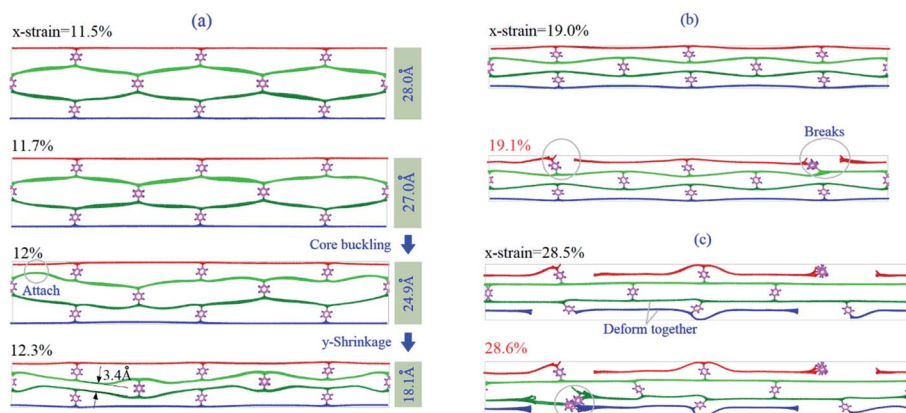 (a)
x-strain=11.5%
28.0Å
11.7%
27.0Å
Core buckling
12%
Attach
24.9Å
y-Shrinkage
12.3%
3.4Å
18.1Å
(b)
x-strain=19.0%
19.1%
Breaks
(c)
x-strain=28.5%
Deform together
28.6%